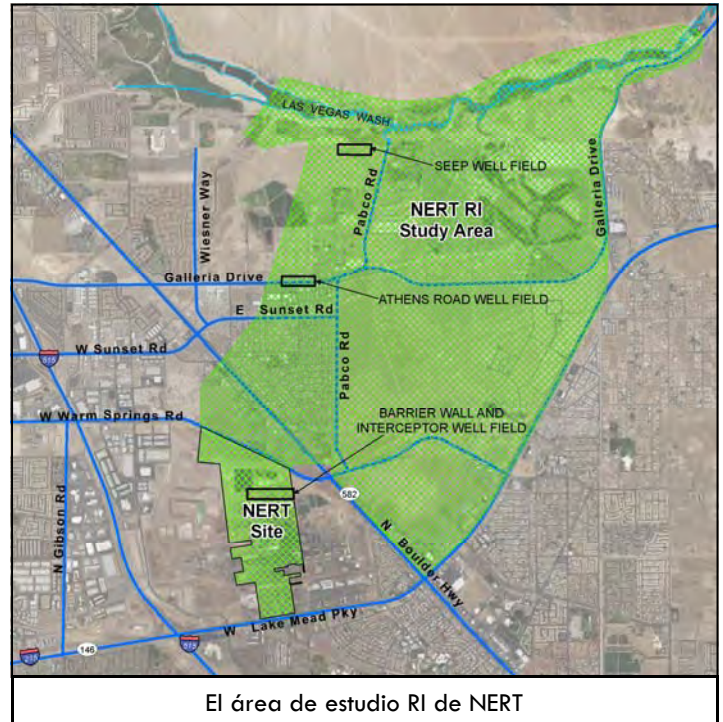 LAS VEGAS WASH
SEEP WELL FIELD
Wiesner Way
Pabco Rd
NERT RI
Study Area
Galleria Drive
Galleria Drive
ATHENS ROAD WELL FIELD
E Sunset Rd
W Sunset Rd
515
Pabco Rd
W Warm Springs Rd
BARRIER WALL AND
INTERCEPTOR WELL FIELD
N Gibson Rd
NERT
Site
582
N Boulder Hwy
W Lake Mead Pky
515
146
215
El área de estudio RI de NERT